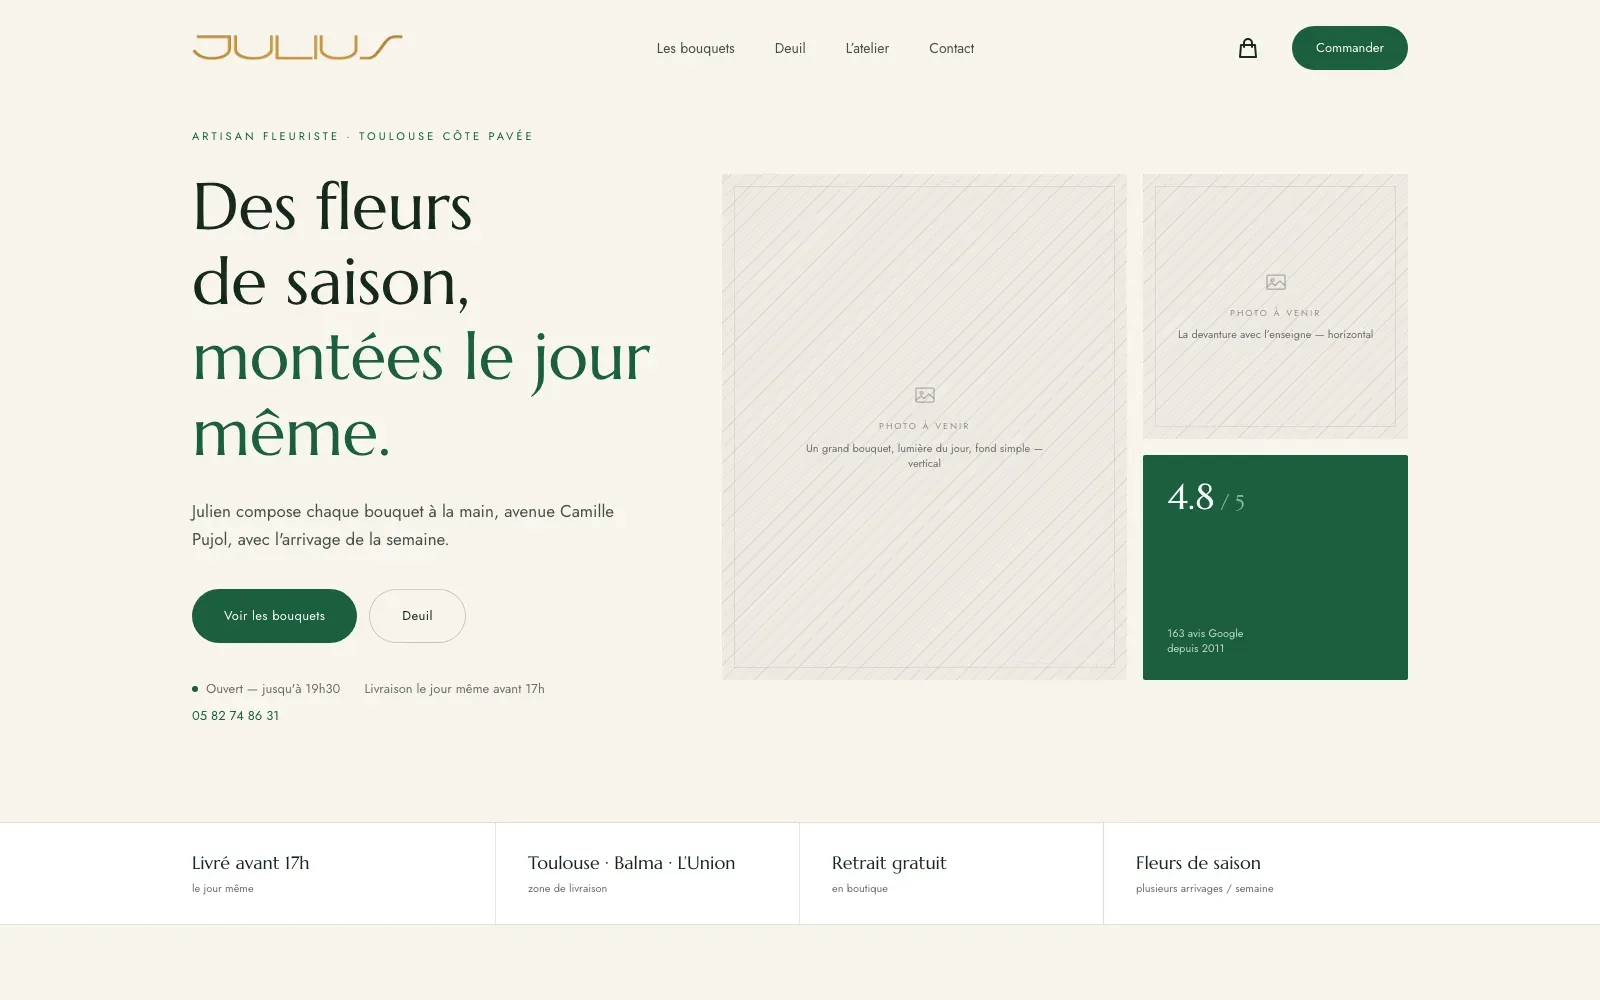 JULIUS
Les bouquets
Deuil
L'atelier
Contact
Commander
ARTISAN FLEURISTE · TOULOUSE CÔTE PAVÉE
Des fleurs
de saison,
montées le jour
même.
Julien compose chaque bouquet à la main, avenue Camille
Pujol, avec l'arrivage de la semaine.
Voir les bouquets
Deuil
Ouvert — jusqu'à 19h30
Livraison le jour même avant 17h
05 82 74 86 31
PHOTO À VENIR
Un grand bouquet, lumière du jour, fond simple —
vertical
PHOTO À VENIR
La devanture avec l'enseigne — horizontal
4.8 / 5
163 avis Google
depuis 2011
Livré avant 17h
le jour même
Toulouse · Balma · L'Union
zone de livraison
Retrait gratuit
en boutique
Fleurs de saison
plusieurs arrivages / semaine